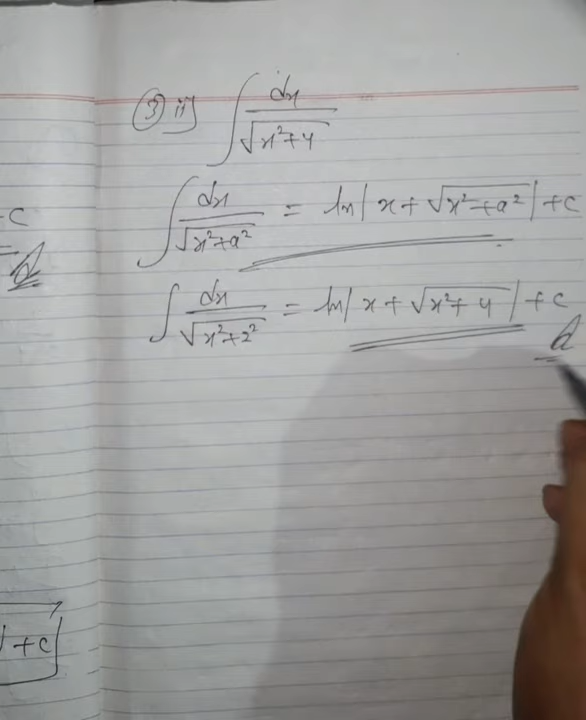 -c
③ ii) ∫ dx / √x²+4
∫ dx / √x²+a² = ln| x + √x²+a² | + c
∫ dx / √x²+2² = ln| x + √x²+4 | + c
| + c|